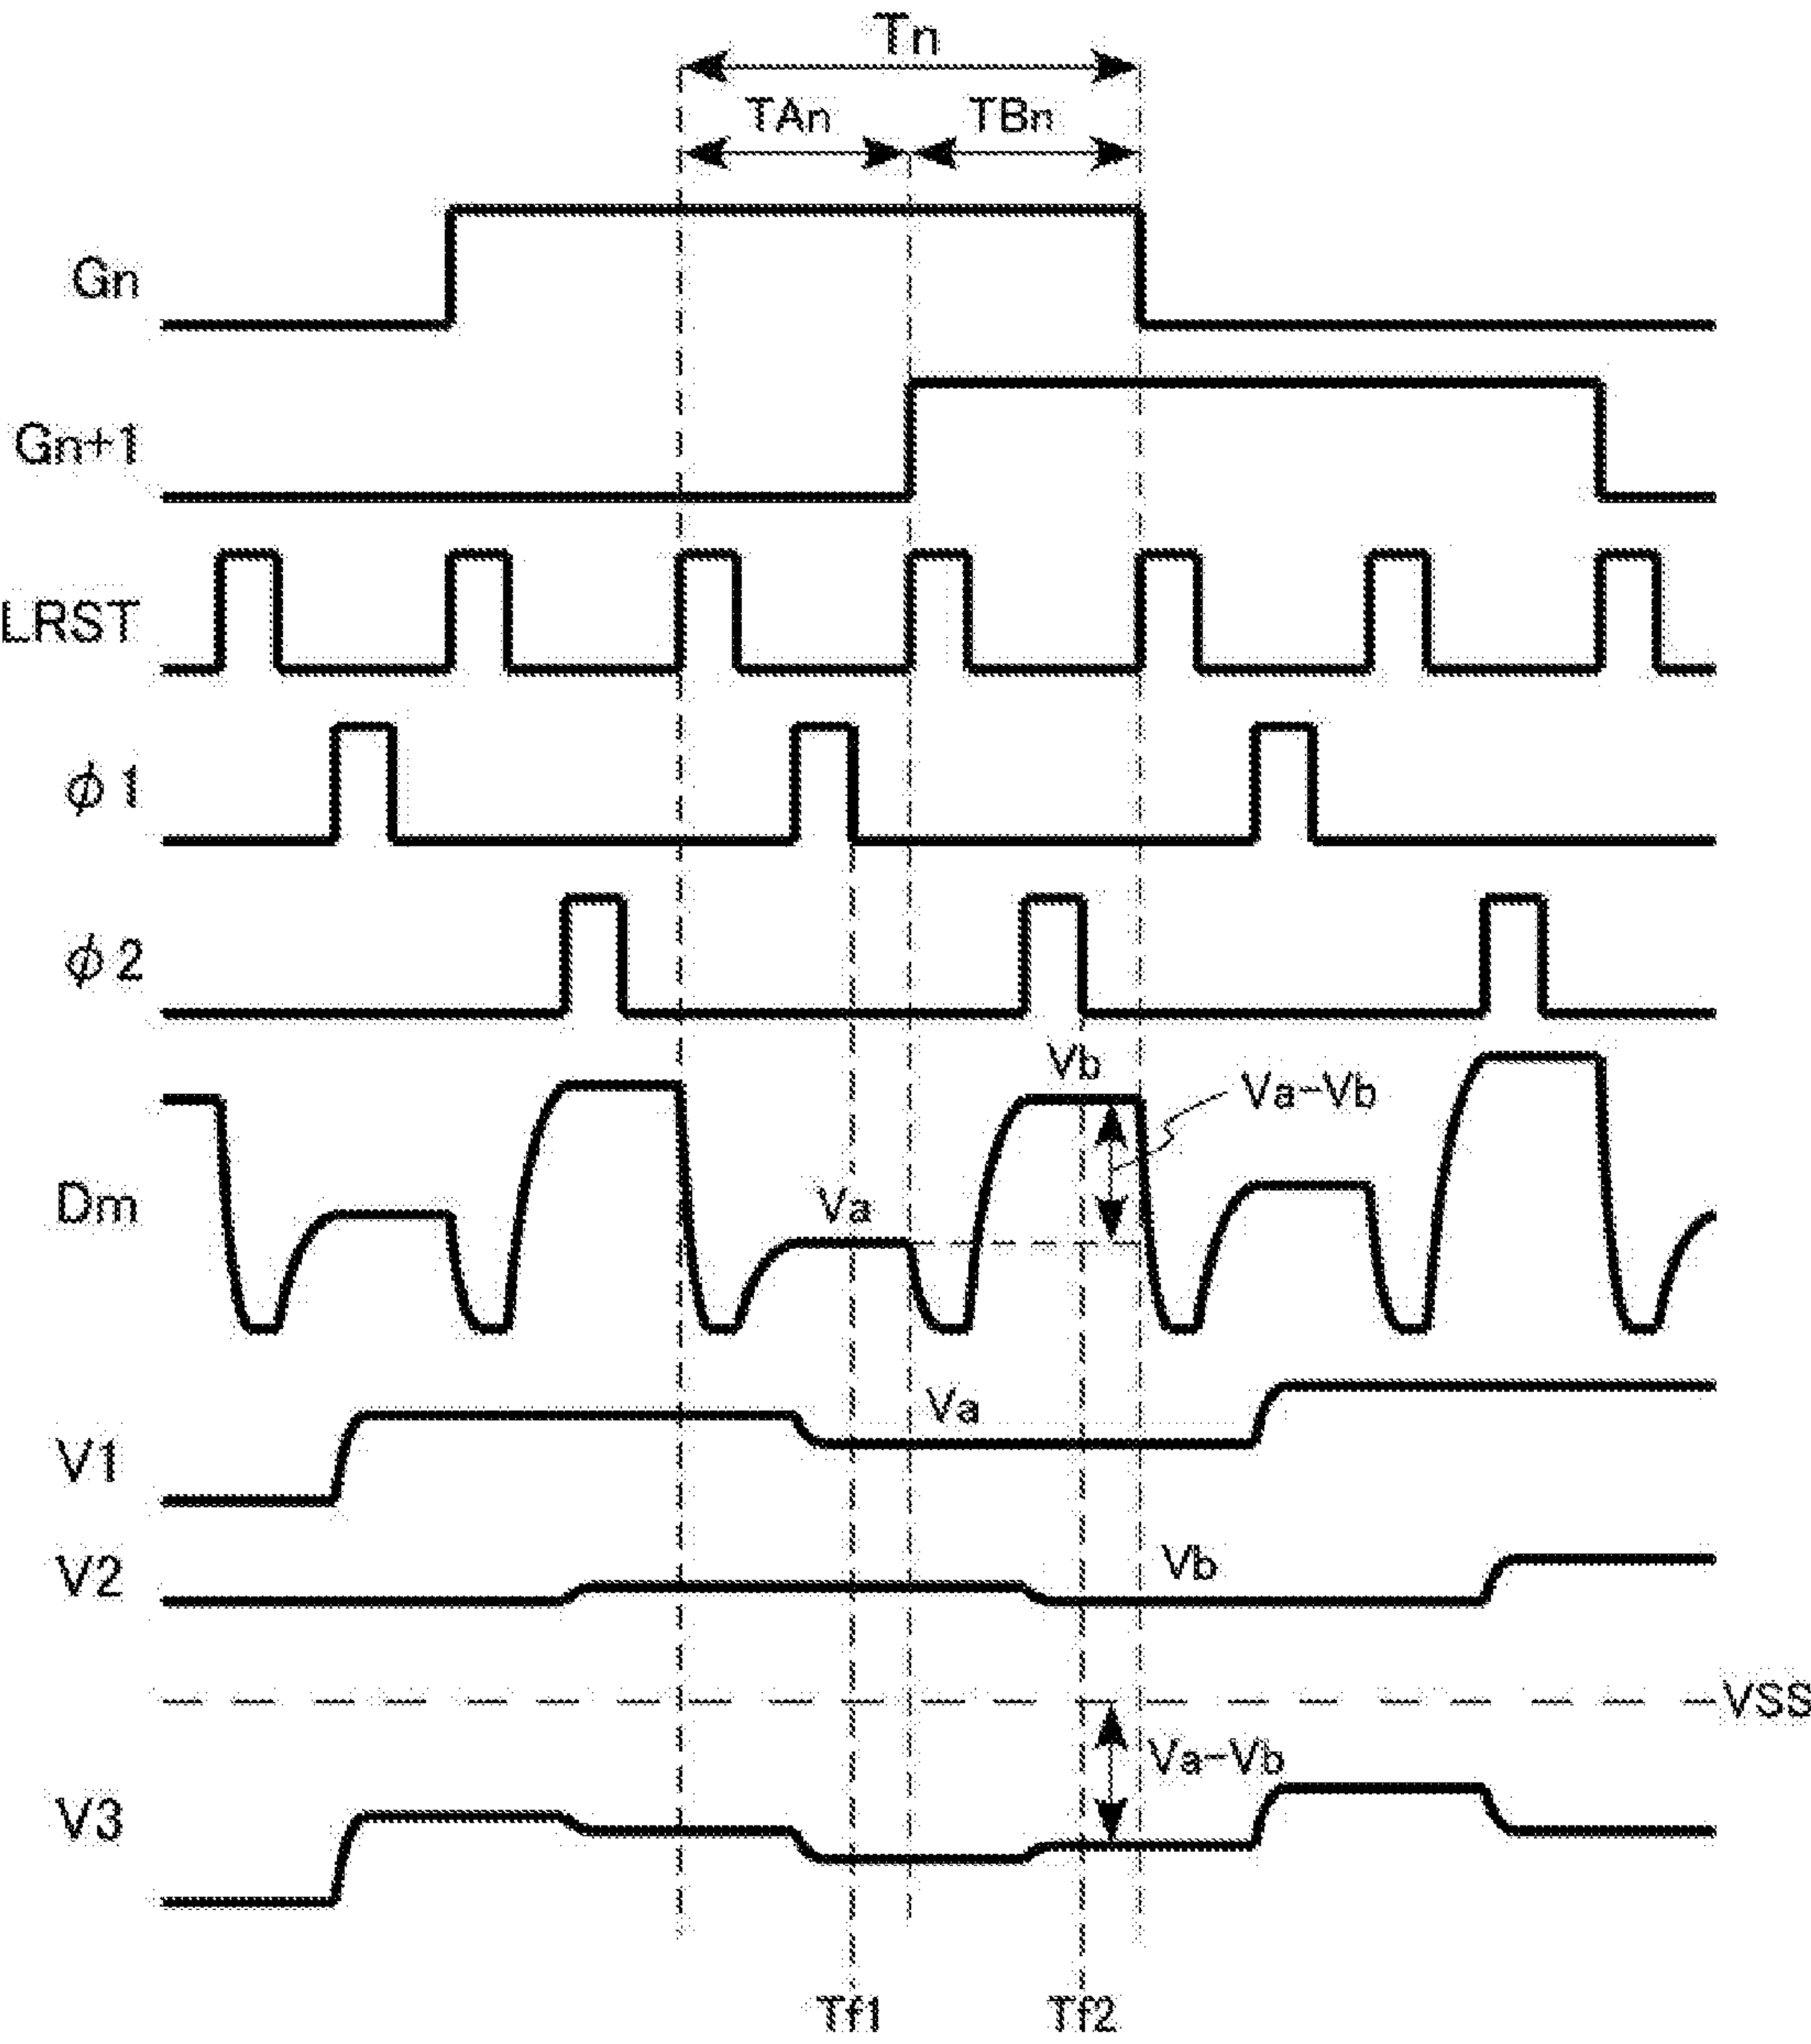 Tn
TAn TBn
Gn
Gn+1
LRST
φ1
φ2
Vb
Va-Vb
Dm
Va
Va
V1
Vb
V2
VSS
Va-Vb
V3
Tf1 Tf2